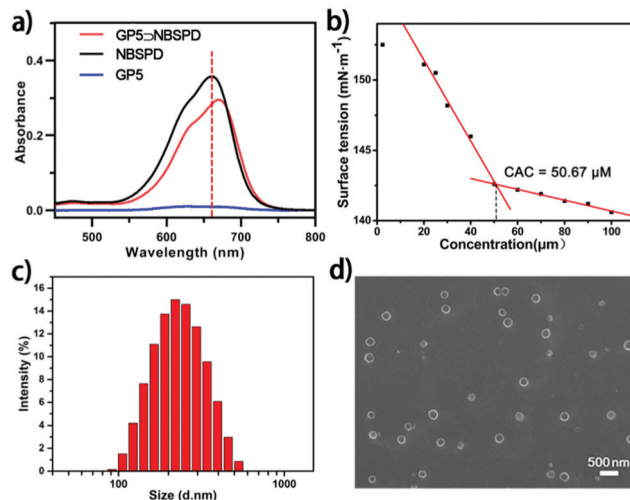 a)
GP5⊃NBSPD
NBSPD
GP5
Absorbance
0.4
0.2
0.0
500
600
700
800
Wavelength (nm)
b)
Surface tension (mN·m⁻¹)
150
145
140
0
20
40
60
80
100
CAC = 50.67 μM
Concentration(μm）
c)
Intensity (%)
16
14
12
10
8
6
4
2
0
100
1000
Size (d.nm)
d)
500 nm